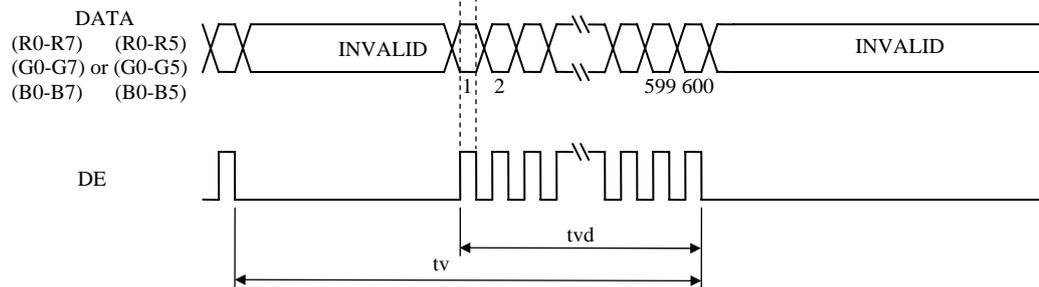 DATA
(R0-R7) (R0-R5)
(G0-G7) or (G0-G5)
(B0-B7) (B0-B5)
INVALID
INVALID
1 2 599 600
DE
tvd
tv